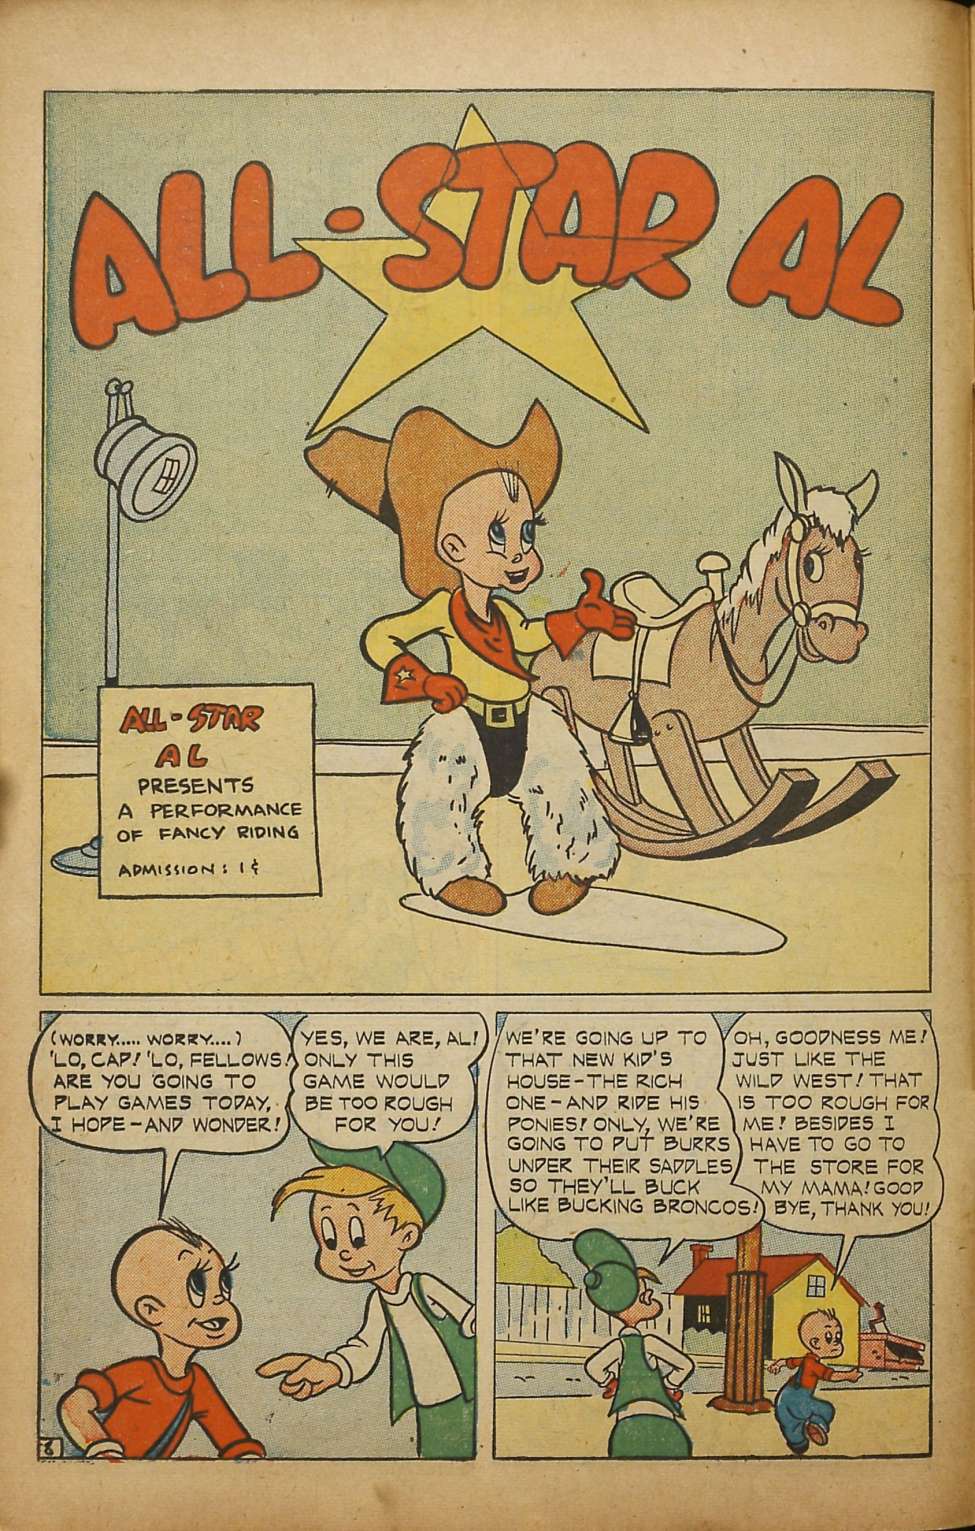 ALL-STAR AL
ALL-STAR
AL
PRESENTS
A PERFORMANCE
OF FANCY RIDING
ADMISSION: 1¢
(WORRY..... WORRY....)
'LO, CAP! 'LO, FELLOWS!
ARE YOU GOING TO
PLAY GAMES TODAY,
I HOPE-AND WONDER!
YES, WE ARE, AL!
ONLY THIS
GAME WOULD
BE TOO ROUGH
FOR YOU!
WE'RE GOING UP TO
THAT NEW KID'S
HOUSE-THE RICH
ONE-AND RIDE HIS
PONIES! ONLY, WE'RE
GOING TO PUT BURRS
UNDER THEIR SADDLES
SO THEY'LL BUCK
LIKE BUCKING BRONCOS!
OH, GOODNESS ME!
JUST LIKE THE
WILD WEST! THAT
IS TOO ROUGH FOR
ME! BESIDES I
HAVE TO GO TO
THE STORE FOR
MY MAMA! GOOD
BYE, THANK YOU!
8